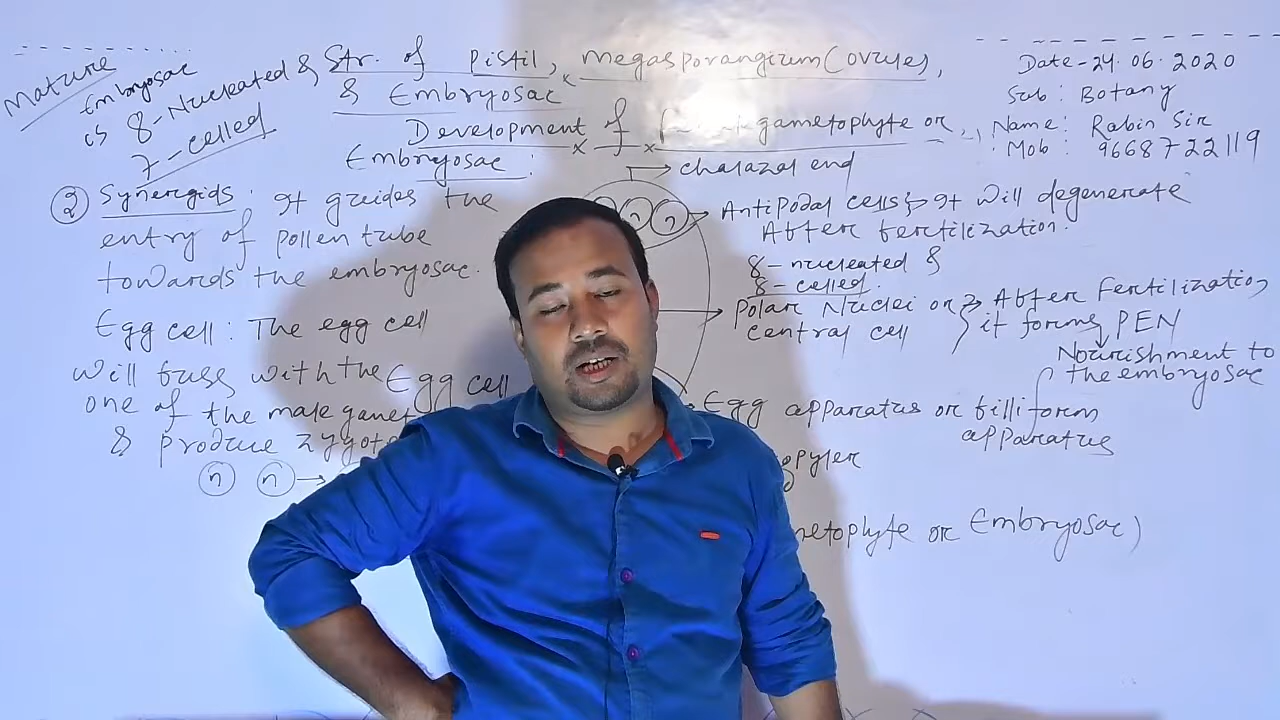 Mature
Embryosac
is 8-Nucleated &
7-celled
Str. of Pistil, megasporangium (ovules),
& Embryosac
Development of gametophyte or
Embryosac :
Date-24.06.2020
Sub: Botany
Name: Rabin Sir
Mob: 9668722119
② Synergids: It guides the
entry of pollen tube
towards the embryosac.
Egg cell: The egg cell
will fuse with the
one of the male
& produce
n n →
Egg cell
chalazal end
n n
Antipodal cells } It will degenerate
After fertilization.
8-nucleated &
8-celled.
Polar Nuclei or
central cell
After Fertilization,
it forms PEN
Nourishment to
the embryosac
Egg apparatus or filliform
apparatus
opyler
etophyte or Embryosac)